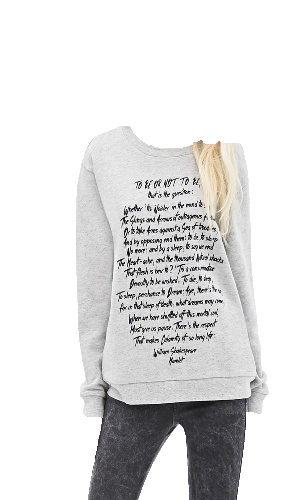 TO BE OR NOT TO BE,
that is the question:
Whether 'tis Nobler in the mind to
The Slings and Arrows of outrageous
Or to take Arms against a Sea of troubles,
And by opposing end them: to die, to sleep
No more; and by a sleep, to say we end
The Heart-ache, and the thousand Natural shocks
That Flesh is heir to? 'Tis a consummation
Devoutly to be wished. To die, to sleep,
To sleep, perchance to Dream; Aye, there's the
For in that sleep of death, what dreams may come,
When we have shuffled off this mortal coil,
Must give us pause. There's the respect
That makes Calamity of so long life:
William Shakespeare
Hamlet